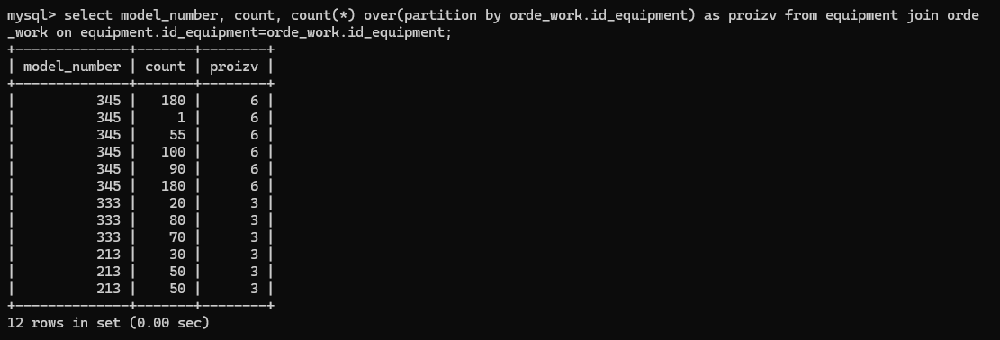 mysql> select model_number, count, count(*) over(partition by orde_work.id_equipment) as proizv from equipment join orde
_work on equipment.id_equipment=orde_work.id_equipment;
+--------------+-------+--------+
| model_number | count | proizv |
+--------------+-------+--------+
|          345 |   180 |      6 |
|          345 |     1 |      6 |
|          345 |    55 |      6 |
|          345 |   100 |      6 |
|          345 |    90 |      6 |
|          345 |   180 |      6 |
|          333 |    20 |      3 |
|          333 |    80 |      3 |
|          333 |    70 |      3 |
|          213 |    30 |      3 |
|          213 |    50 |      3 |
|          213 |    50 |      3 |
+--------------+-------+--------+
12 rows in set (0.00 sec)